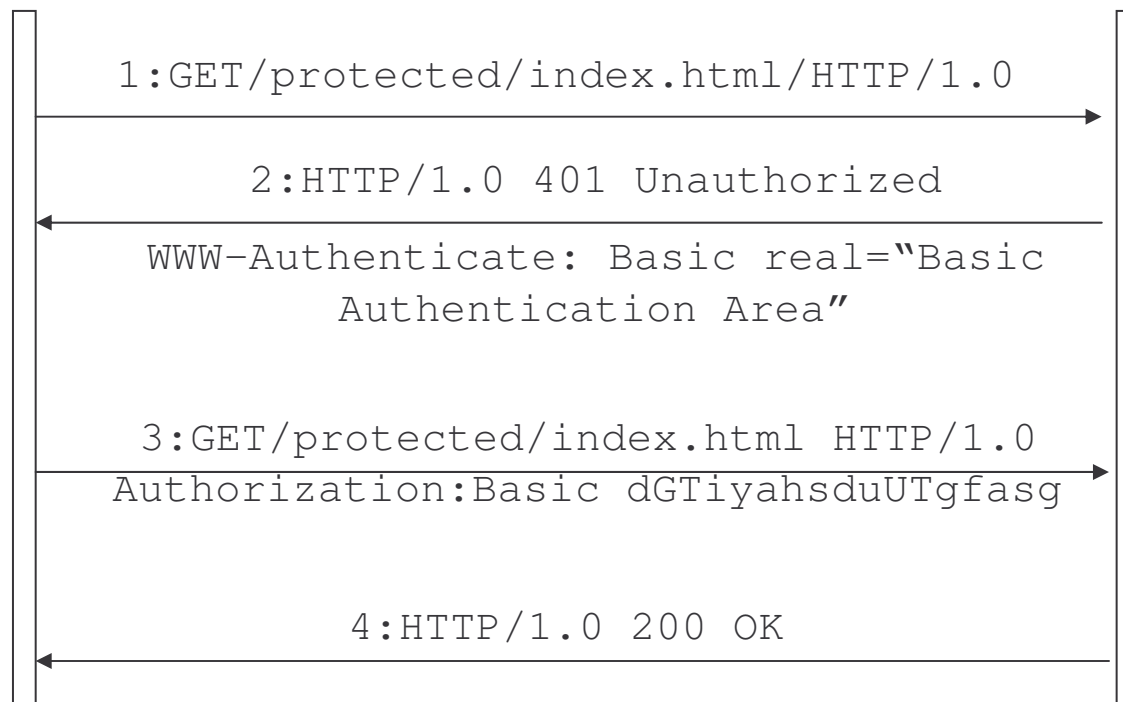 1:GET/protected/index.html/HTTP/1.0
2:HTTP/1.0 401 Unauthorized
WWW-Authenticate: Basic real=“Basic
Authentication Area”
3:GET/protected/index.html HTTP/1.0
Authorization:Basic dGTiyahsduUTgfasg
4:HTTP/1.0 200 OK